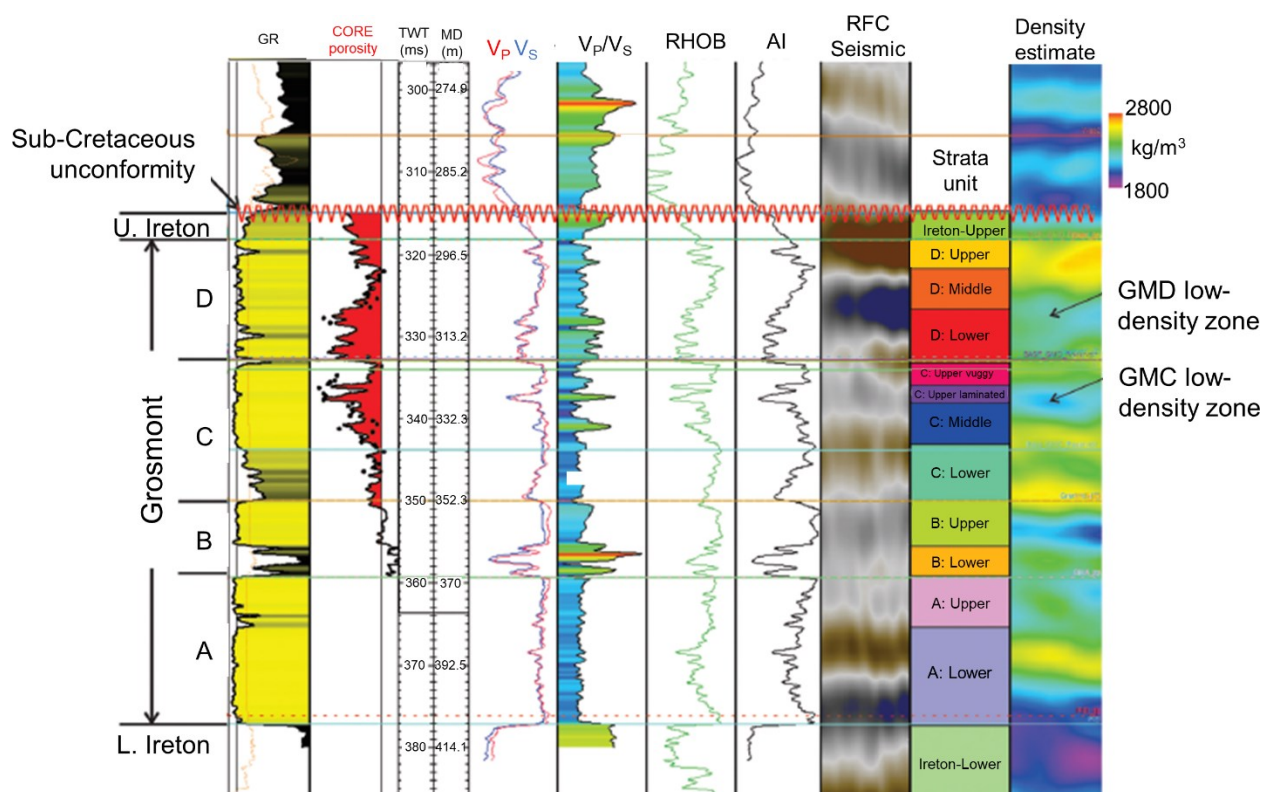 GR
CORE
porosity
TWT
(ms)
MD
(m)
VP VS
VP/VS
RHOB
AI
RFC
Seismic
Density
estimate
2800
kg/m³
1800
Strata
unit
Sub-Cretaceous
unconformity
U. Ireton
Grosmont
D
C
B
A
L. Ireton
300 274.9
310 285.2
320 296.5
330 313.2
340 332.3
350 352.3
360 370
370 392.5
380 414.1
Ireton-Upper
D: Upper
D: Middle
D: Lower
C: Upper vuggy
C: Upper laminated
C: Middle
C: Lower
B: Upper
B: Lower
A: Upper
A: Lower
Ireton-Lower
GMD low-
density zone
GMC low-
density zone